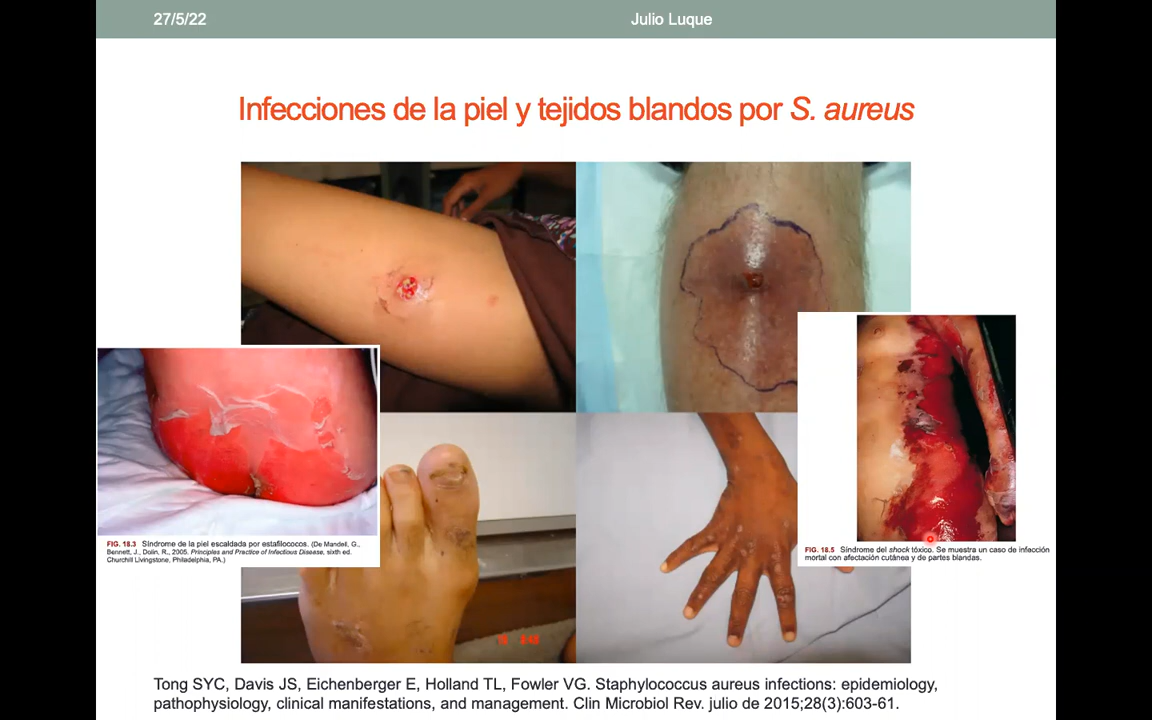 27/5/22
Julio Luque
Infecciones de la piel y tejidos blandos por S. aureus
FIG. 18.3 Síndrome de la piel escaldada por estafilococos. (De Mandell, G.,
Bennett, J., Dolin, R., 2005. Principles and Practice of Infectious Disease, sixth ed.
Churchill Livingstone, Philadelphia, PA.)
FIG. 18.5 Síndrome del shock tóxico. Se muestra un caso de infección
mortal con afectación cutánea y de partes blandas.
Tong SYC, Davis JS, Eichenberger E, Holland TL, Fowler VG. Staphylococcus aureus infections: epidemiology,
pathophysiology, clinical manifestations, and management. Clin Microbiol Rev. julio de 2015;28(3):603-61.